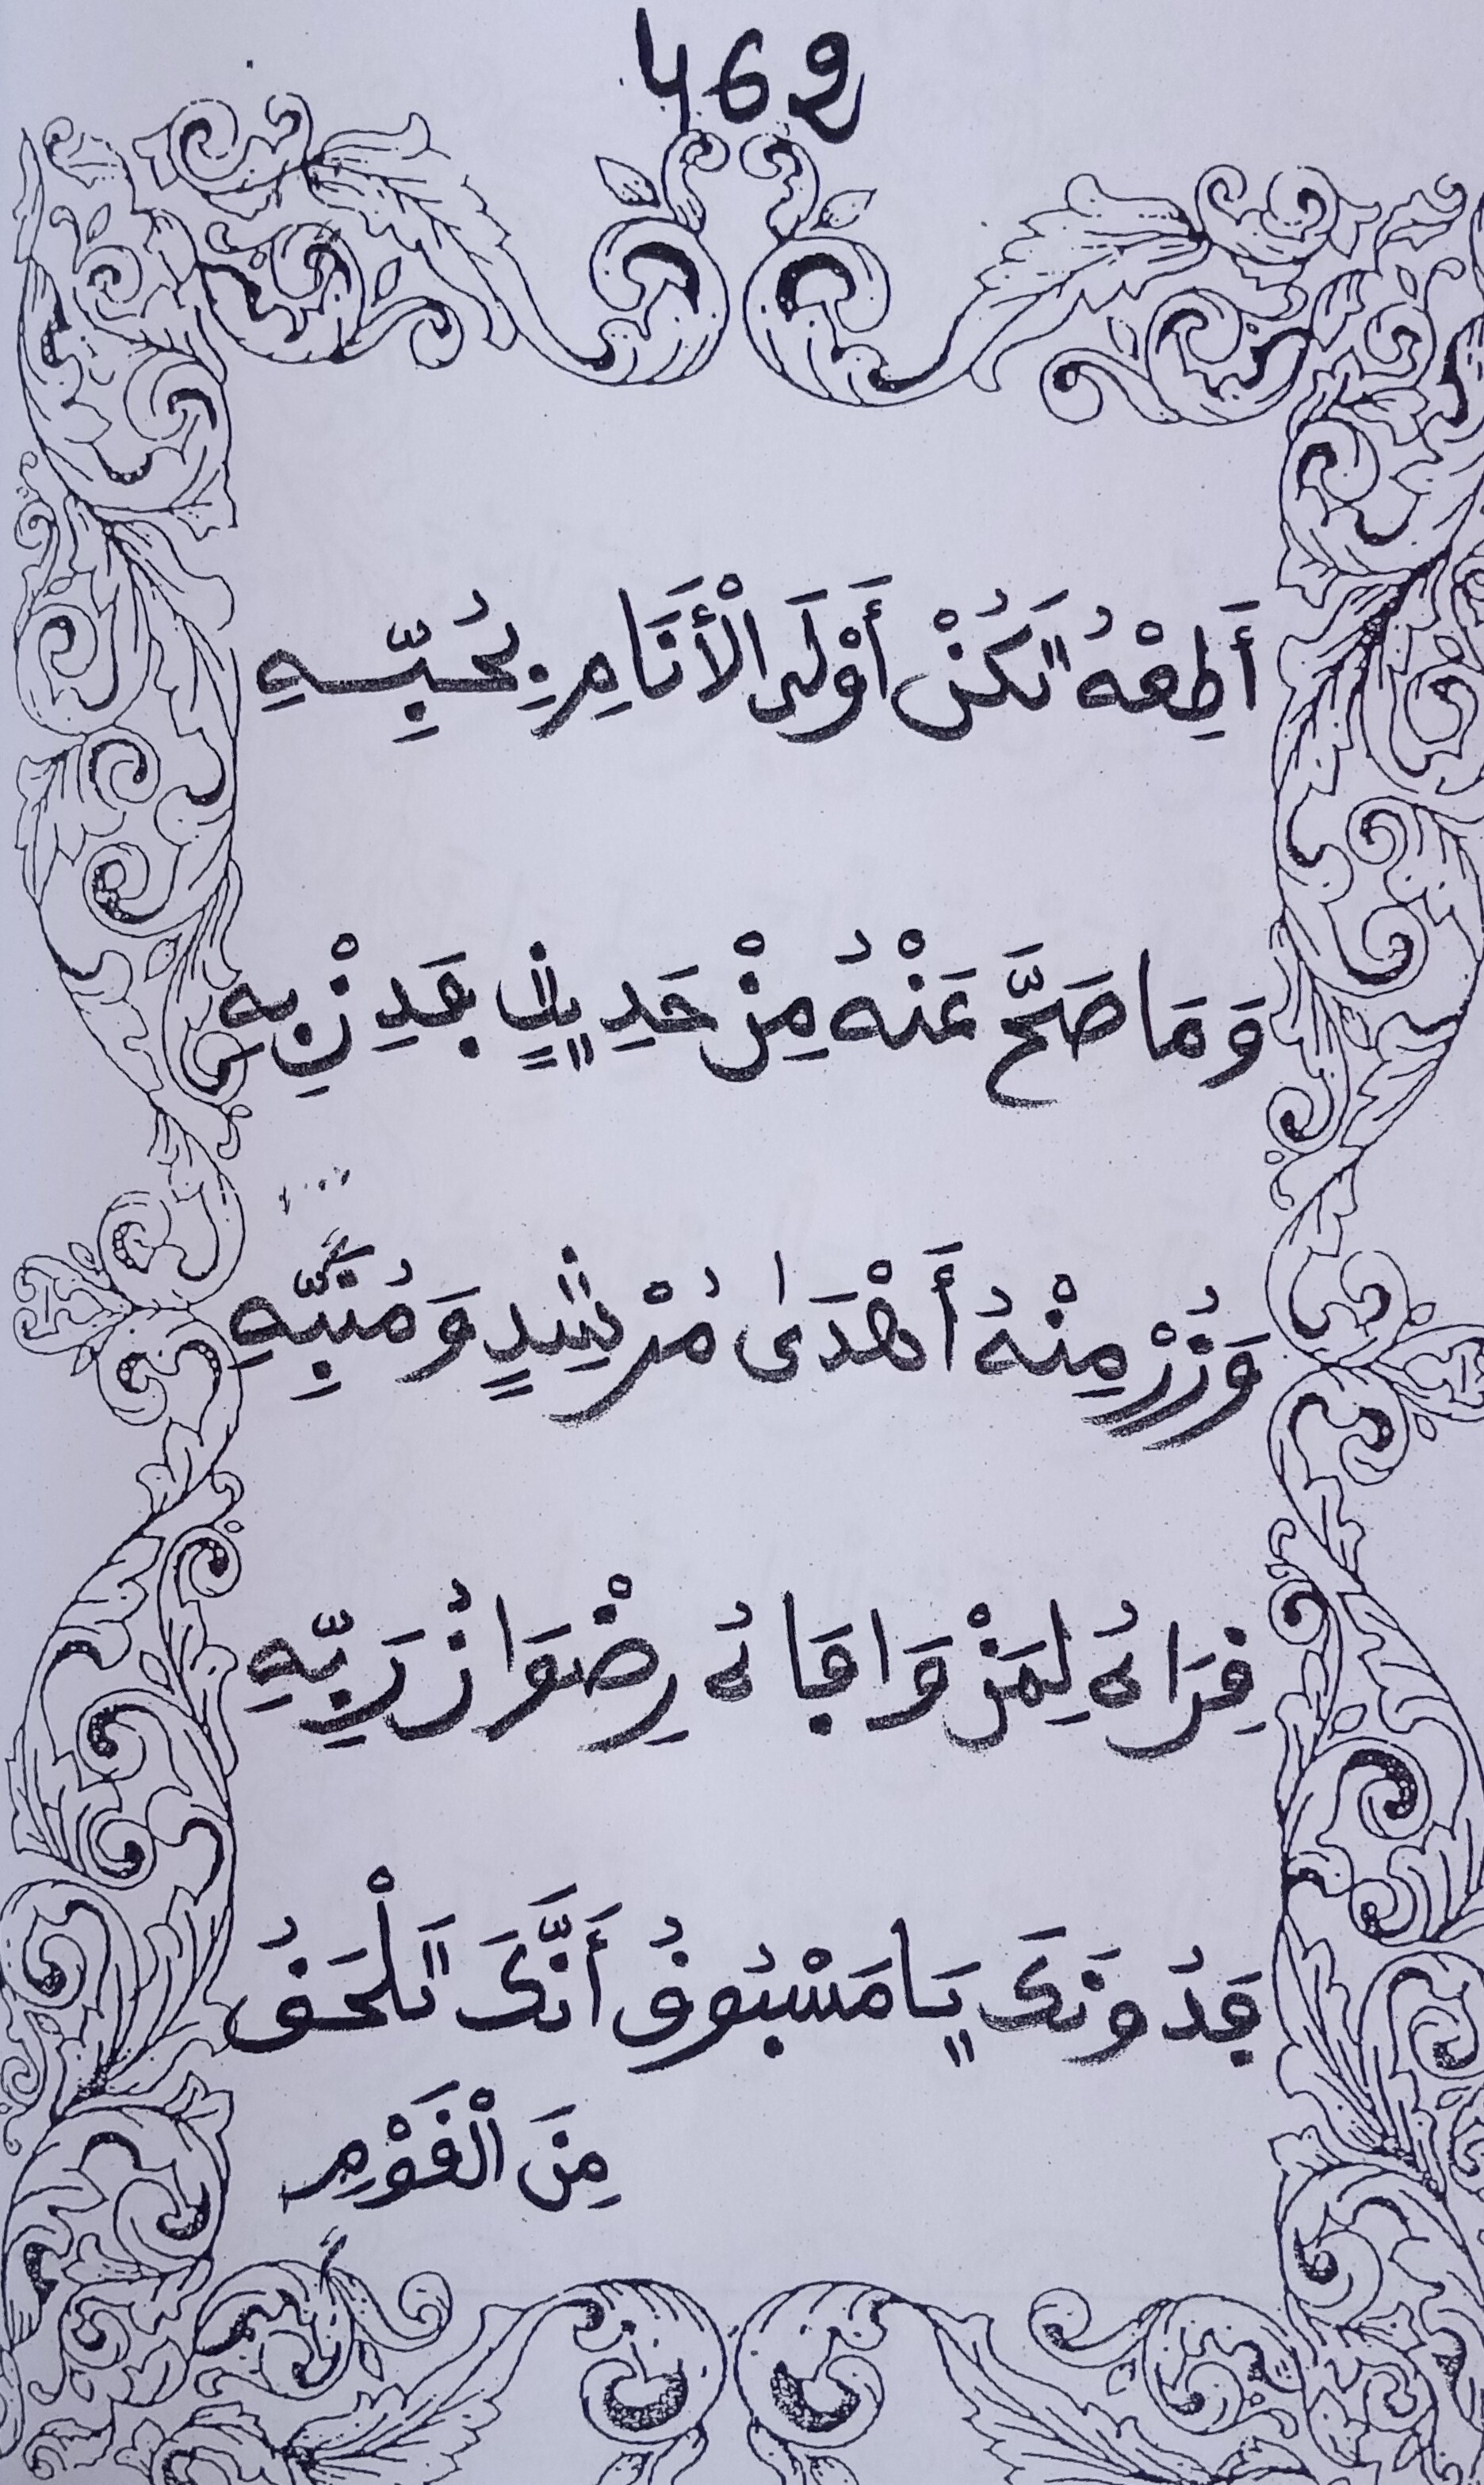 462
أَطِعْهُ تَكُنْ أَوْلَى الْأَنَامِ بِحُبِّهِ
وَمَا صَحَّ عَنْهُ مِنْ حَدِيثٍ فَدِنْ بِهِ
وَزُرْ مِنْهُ أَهْدَىٰ مُرْشِدٍ وَمُنَبِّهِ
قِرَاهُ لِمَنْ وَافَاهُ رِضْوَانُ رَبِّهِ
فَدُونَكَ يَا مَسْبُوقُ أَنَّكَ تَلْحَقُ
مِنَ الْقَوْمِ